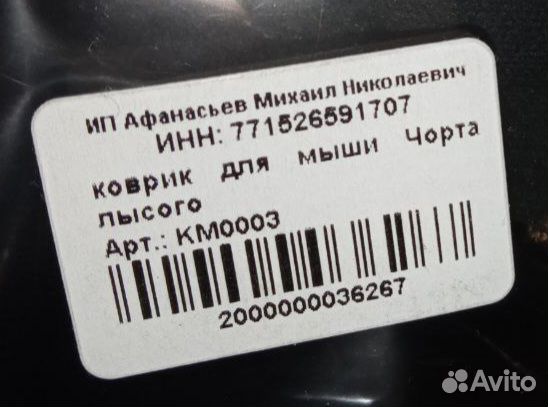 ИП Афанасьев Михаил Николаевич
ИНН: 771526591707
коврик для мыши Чорта
лысого
Арт.: КМ0003
2000000036267
Avito